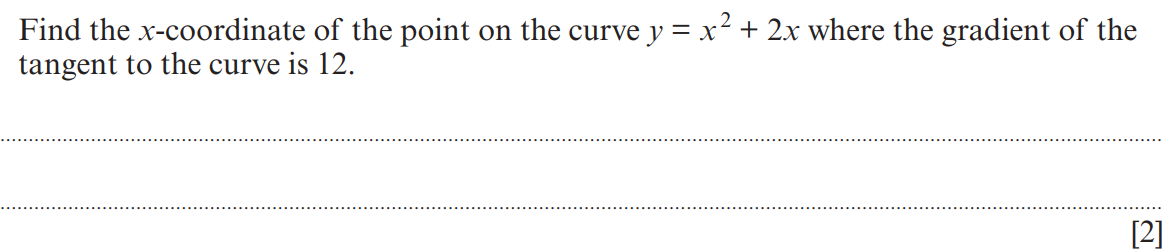 Find the x-coordinate of the point on the curve y = x² + 2x where the gradient of the
tangent to the curve is 12.
[2]